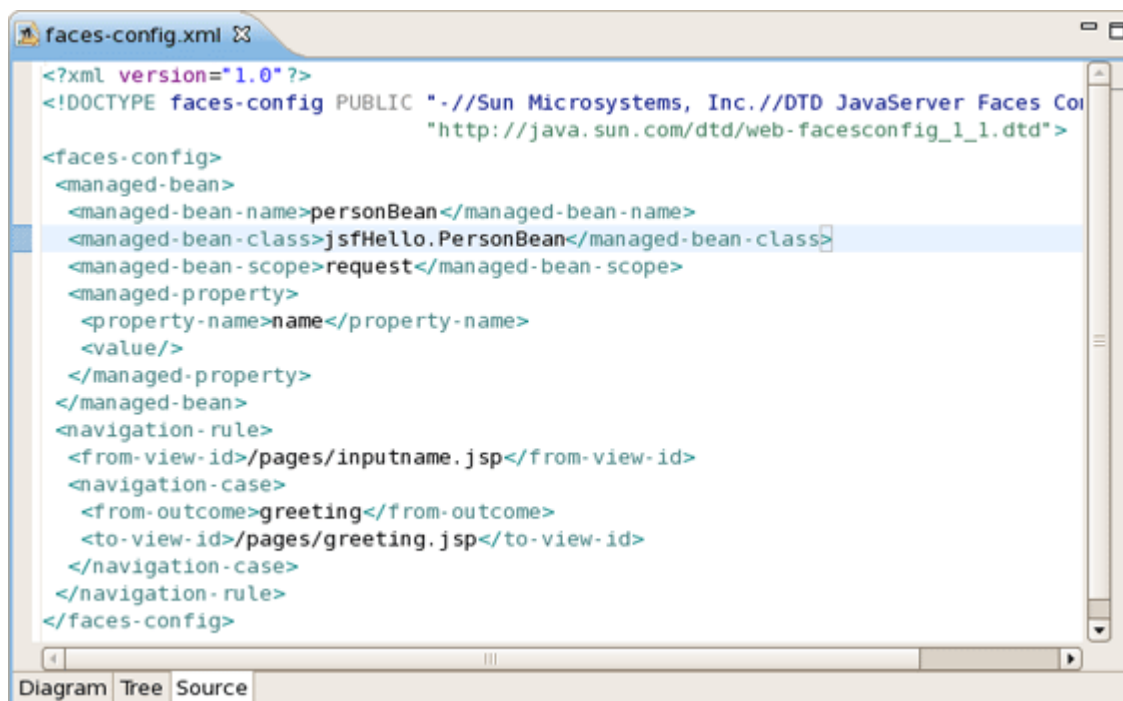 faces-config.xml
<?xml version="1.0"?>
<!DOCTYPE faces-config PUBLIC "-//Sun Microsystems, Inc.//DTD JavaServer Faces
"http://java.sun.com/dtd/web-facesconfig_1_1.dtd">
<faces-config>
<managed-bean>
<managed-bean-name>personBean</managed-bean-name>
<managed-bean-class>jsfHello.PersonBean</managed-bean-class>
<managed-bean-scope>request</managed-bean-scope>
<managed-property>
<property-name>name</property-name>
<value/>
</managed-property>
</managed-bean>
<navigation-rule>
<from-view-id>/pages/inputname.jsp</from-view-id>
<navigation-case>
<from-outcome>greeting</from-outcome>
<to-view-id>/pages/greeting.jsp</to-view-id>
</navigation-case>
</navigation-rule>
</faces-config>
Diagram Tree Source